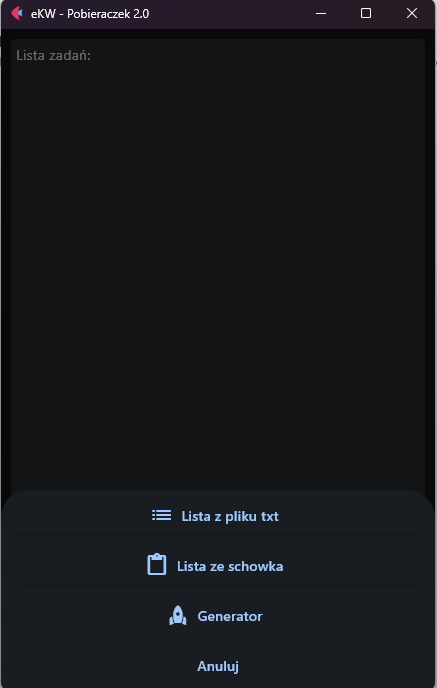 eKW - Pobieraczek 2.0
Lista zadań:
Lista z pliku txt
Lista ze schowka
Generator
Anuluj